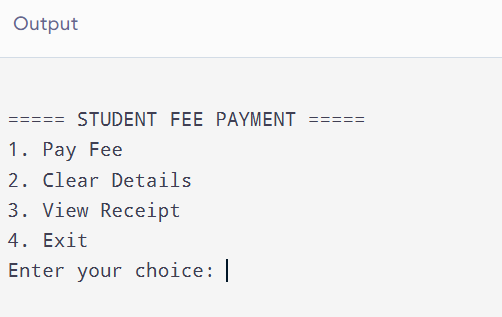 Output
===== STUDENT FEE PAYMENT =====
1. Pay Fee
2. Clear Details
3. View Receipt
4. Exit
Enter your choice: